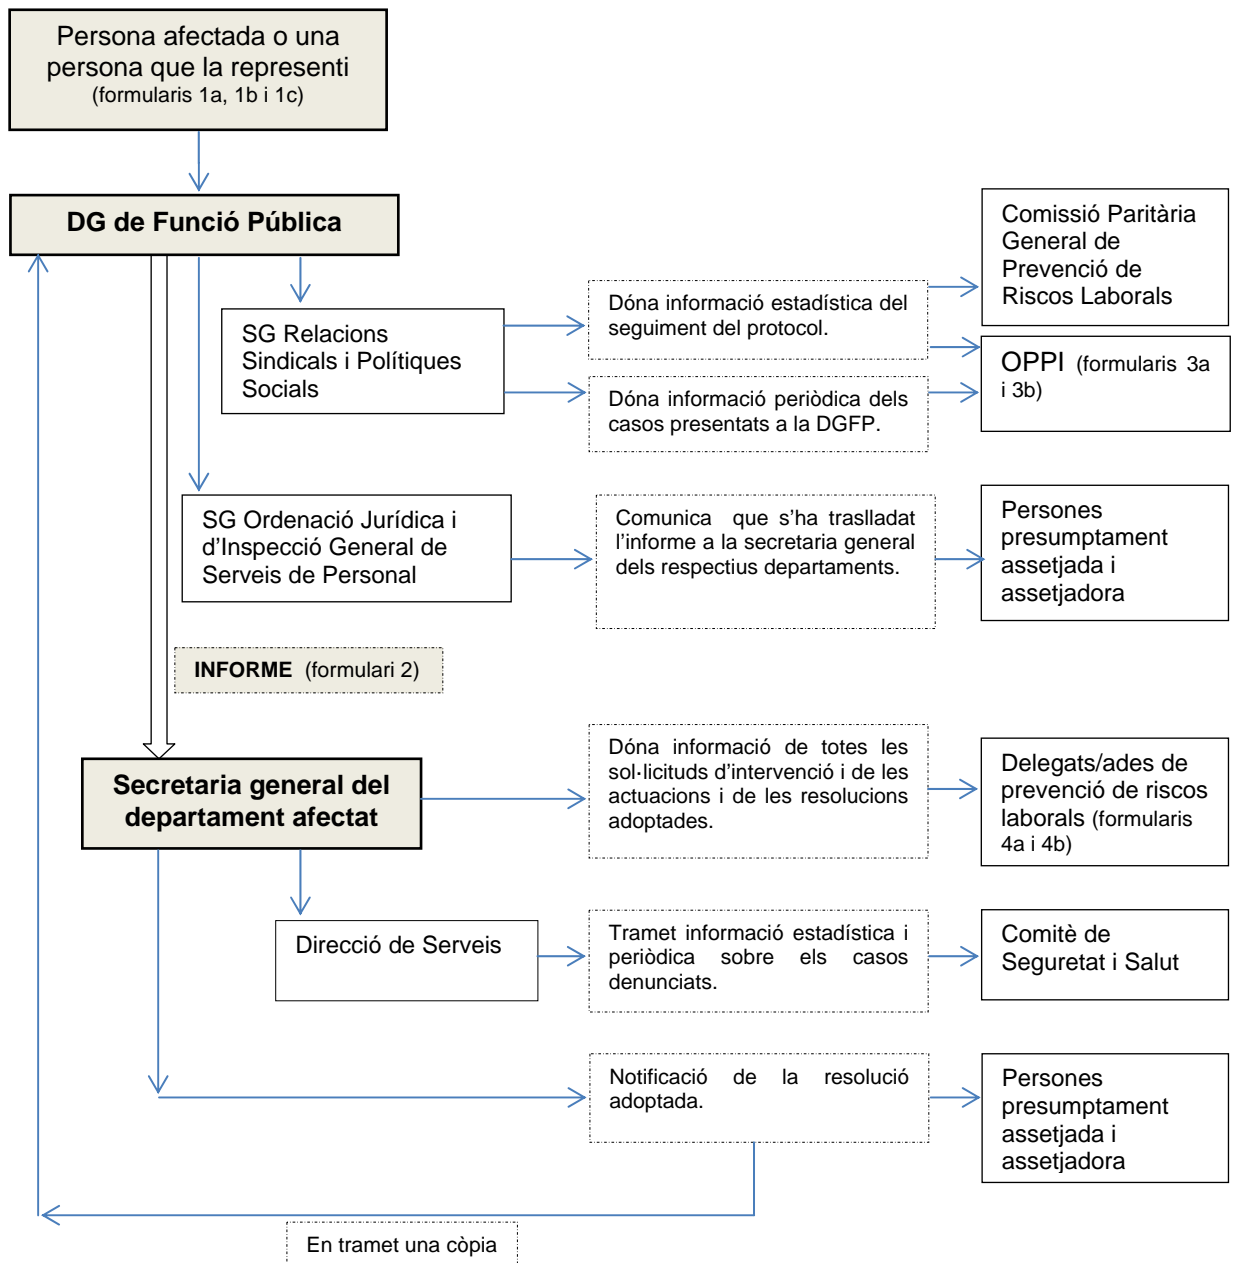 Persona afectada o una
persona que la representi
(formularis 1a, 1b i 1c)
DG de Funció Pública
SG Relacions
Sindicals i Polítiques
Socials
Dóna informació estadística del
seguiment del protocol.
Dóna informació periòdica dels
casos presentats a la DGFP.
Comissió Paritària
General de
Prevenció de
Riscos Laborals
OPPI (formularis 3a
i 3b)
SG Ordenació Jurídica i
d’Inspecció General de
Serveis de Personal
Comunica que s’ha traslladat
l’informe a la secretaria general
dels respectius departaments.
Persones
presumptament
assetjada i
assetjadora
INFORME (formulari 2)
Secretaria general del
departament afectat
Dóna informació de totes les
sol·licituds d’intervenció i de les
actuacions i de les resolucions
adoptades.
Delegats/ades de
prevenció de riscos
laborals (formularis
4a i 4b)
Direcció de Serveis
Tramet informació estadística i
periòdica sobre els casos
denunciats.
Comitè de
Seguretat i Salut
Notificació de la resolució
adoptada.
Persones
presumptament
assetjada i
assetjadora
En tramet una còpia